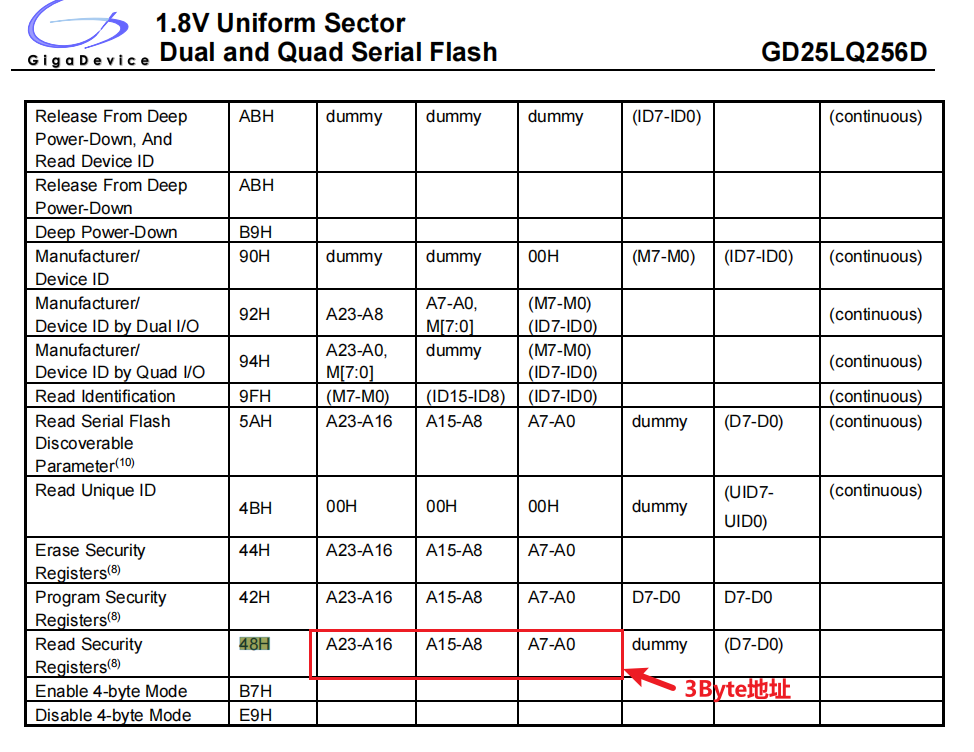 GigaDevice
1.8V Uniform Sector
Dual and Quad Serial Flash
GD25LQ256D
Release From Deep Power-Down, And Read Device ID ABH dummy dummy dummy (ID7-ID0) (continuous)
Release From Deep Power-Down ABH
Deep Power-Down B9H
Manufacturer/ Device ID 90H dummy dummy 00H (M7-M0) (ID7-ID0) (continuous)
Manufacturer/ Device ID by Dual I/O 92H A23-A8 A7-A0, M[7:0] (M7-M0) (ID7-ID0) (continuous)
Manufacturer/ Device ID by Quad I/O 94H A23-A0, M[7:0] dummy (M7-M0) (ID7-ID0) (continuous)
Read Identification 9FH (M7-M0) (ID15-ID8) (ID7-ID0) (continuous)
Read Serial Flash Discoverable Parameter(10) 5AH A23-A16 A15-A8 A7-A0 dummy (D7-D0) (continuous)
Read Unique ID 4BH 00H 00H 00H dummy (UID7-UID0) (continuous)
Erase Security Registers(8) 44H A23-A16 A15-A8 A7-A0
Program Security Registers(8) 42H A23-A16 A15-A8 A7-A0 D7-D0 D7-D0
Read Security Registers(8) 48H A23-A16 A15-A8 A7-A0 dummy (D7-D0)
3Byte地址
Enable 4-byte Mode B7H
Disable 4-byte Mode E9H